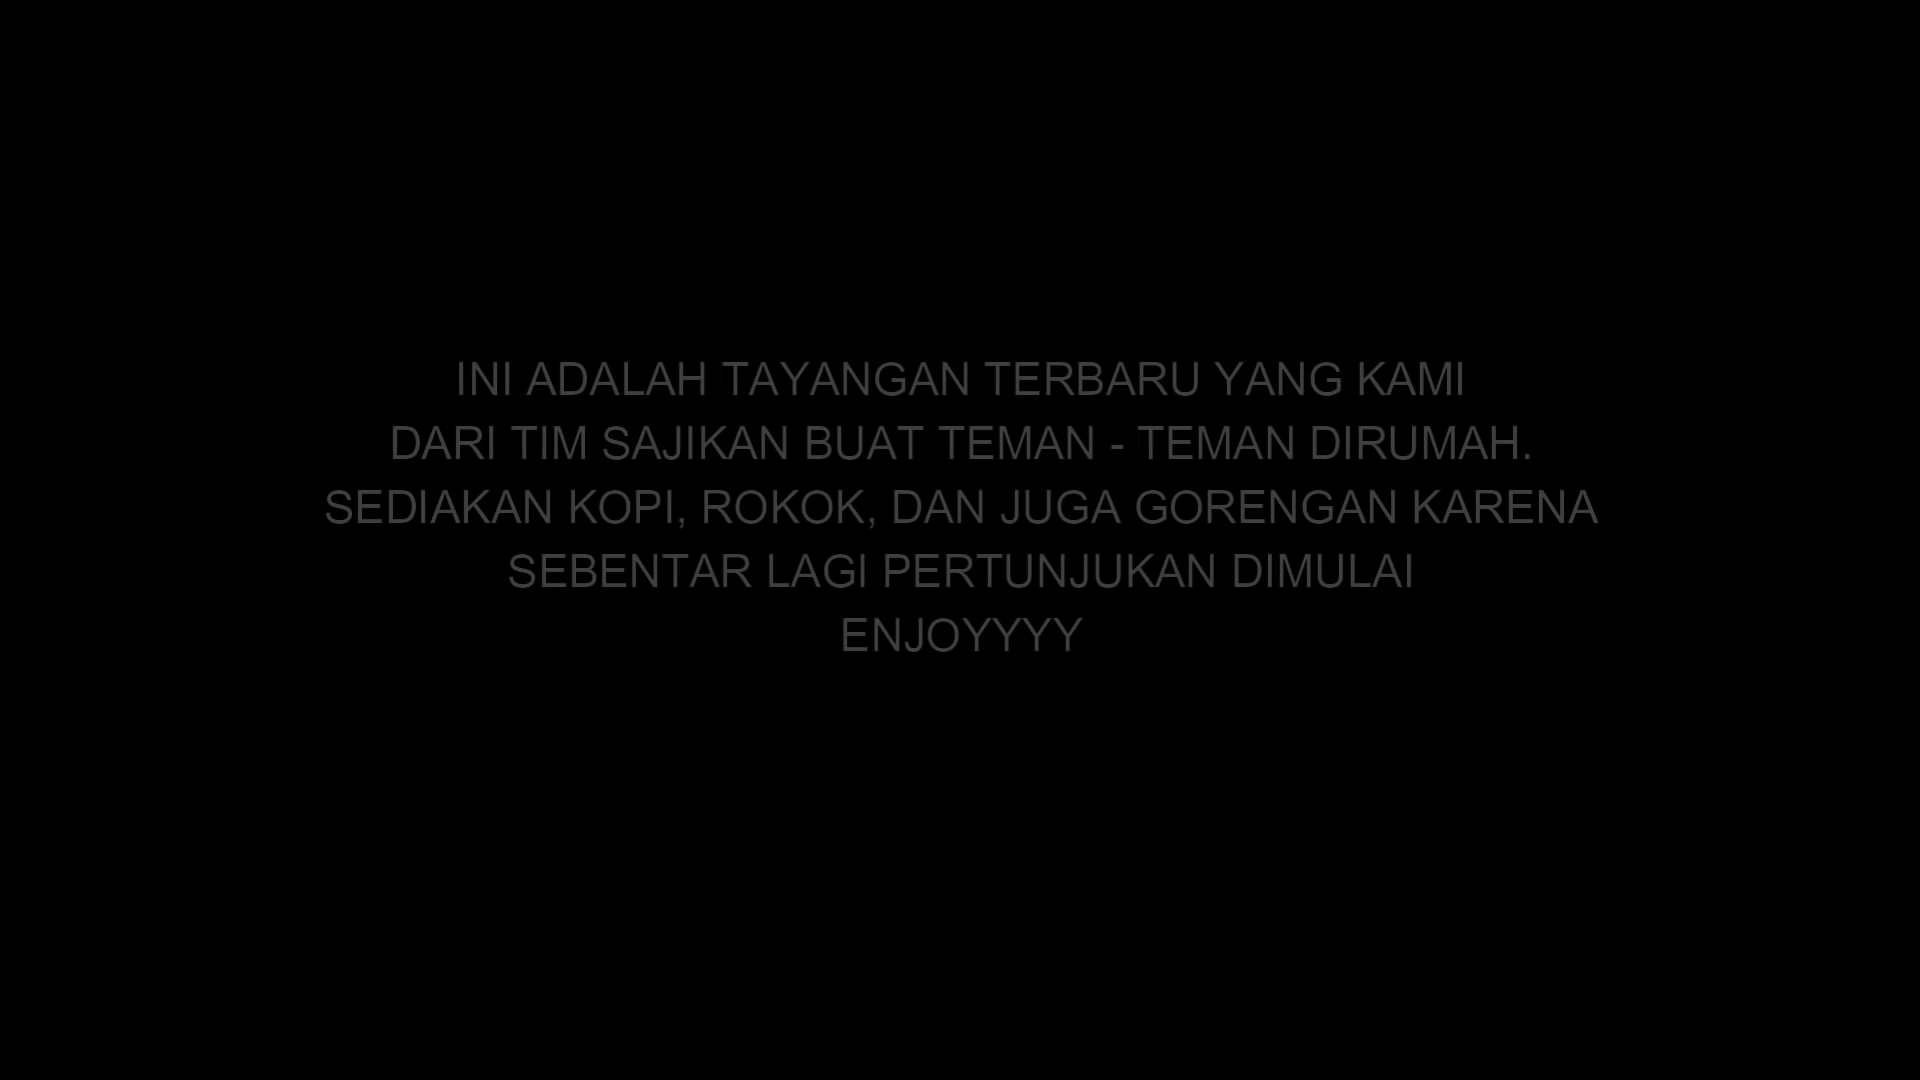 INI ADALAH TAYANGAN TERBARU YANG KAMI
DARI TIM SAJIKAN BUAT TEMAN - TEMAN DIRUMAH.
SEDIAKAN KOPI, ROKOK, DAN JUGA GORENGAN KARENA
SEBENTAR LAGI PERTUNJUKAN DIMULAI
ENJOYYYY